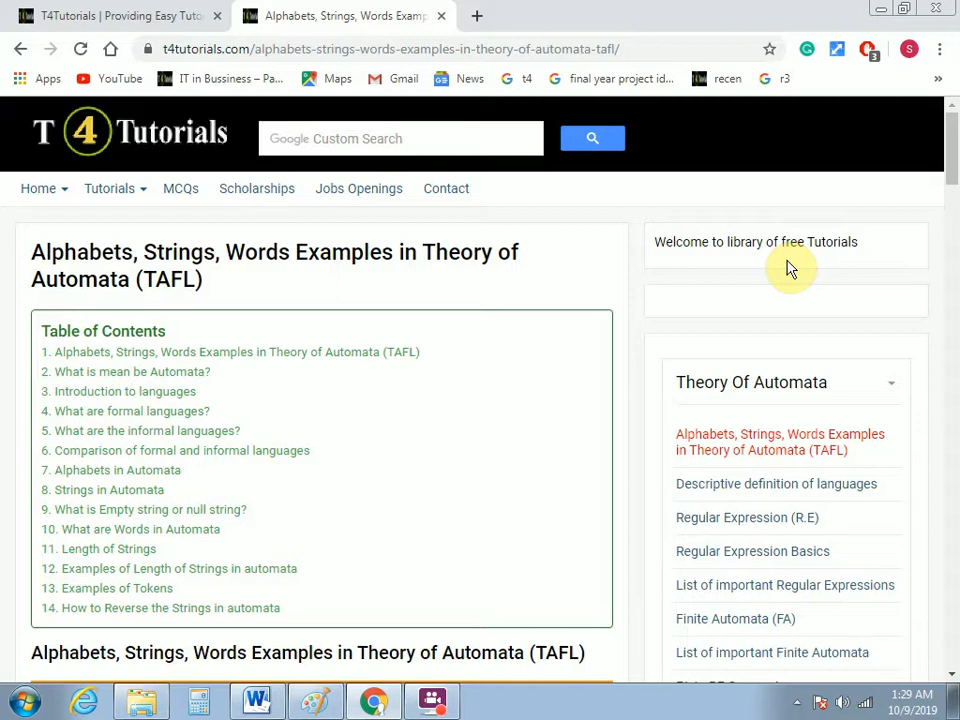 T4Tutorials | Providing Easy Tuto
Alphabets, Strings, Words Examp
t4tutorials.com/alphabets-strings-words-examples-in-theory-of-automata-tafl/
3
S
Apps
YouTube
IT in Bussiness – Pa...
Maps
Gmail
News
t4
final year project id...
recen
r3
»
T 4 Tutorials
Google Custom Search
Home
Tutorials
MCQs
Scholarships
Jobs Openings
Contact
Alphabets, Strings, Words Examples in Theory of
Automata (TAFL)
Table of Contents
1. Alphabets, Strings, Words Examples in Theory of Automata (TAFL)
2. What is mean be Automata?
3. Introduction to languages
4. What are formal languages?
5. What are the informal languages?
6. Comparison of formal and informal languages
7. Alphabets in Automata
8. Strings in Automata
9. What is Empty string or null string?
10. What are Words in Automata
11. Length of Strings
12. Examples of Length of Strings in automata
13. Examples of Tokens
14. How to Reverse the Strings in automata
Alphabets, Strings, Words Examples in Theory of Automata (TAFL)
Welcome to library of free Tutorials
Theory Of Automata
Alphabets, Strings, Words Examples
in Theory of Automata (TAFL)
Descriptive definition of languages
Regular Expression (R.E)
Regular Expression Basics
List of important Regular Expressions
Finite Automata (FA)
List of important Finite Automata
1:29 AM
10/9/2019